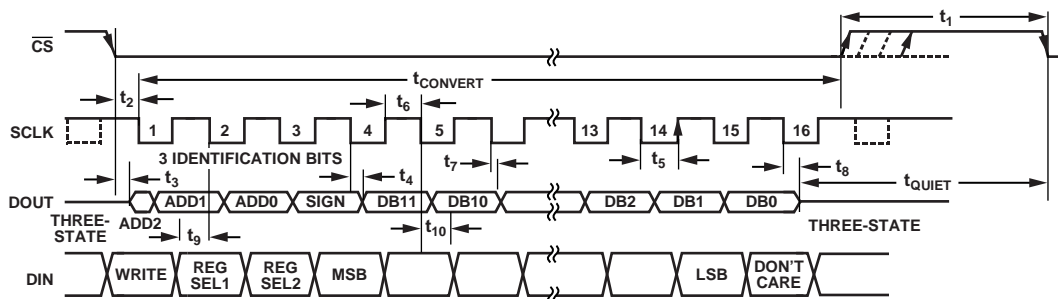 t1
CS
tCONVERT
t2
t6
SCLK
1 2 3 4 5 13 14 15 16
3 IDENTIFICATION BITS
t7 t5 t8
t3 t4 tQUIET
DOUT
ADD1 ADD0 SIGN DB11 DB10 DB2 DB1 DB0
THREE-STATE
ADD2
THREE-STATE
t9 t10
DIN
WRITE
REG SEL1
REG SEL2
MSB
LSB
DON'T CARE